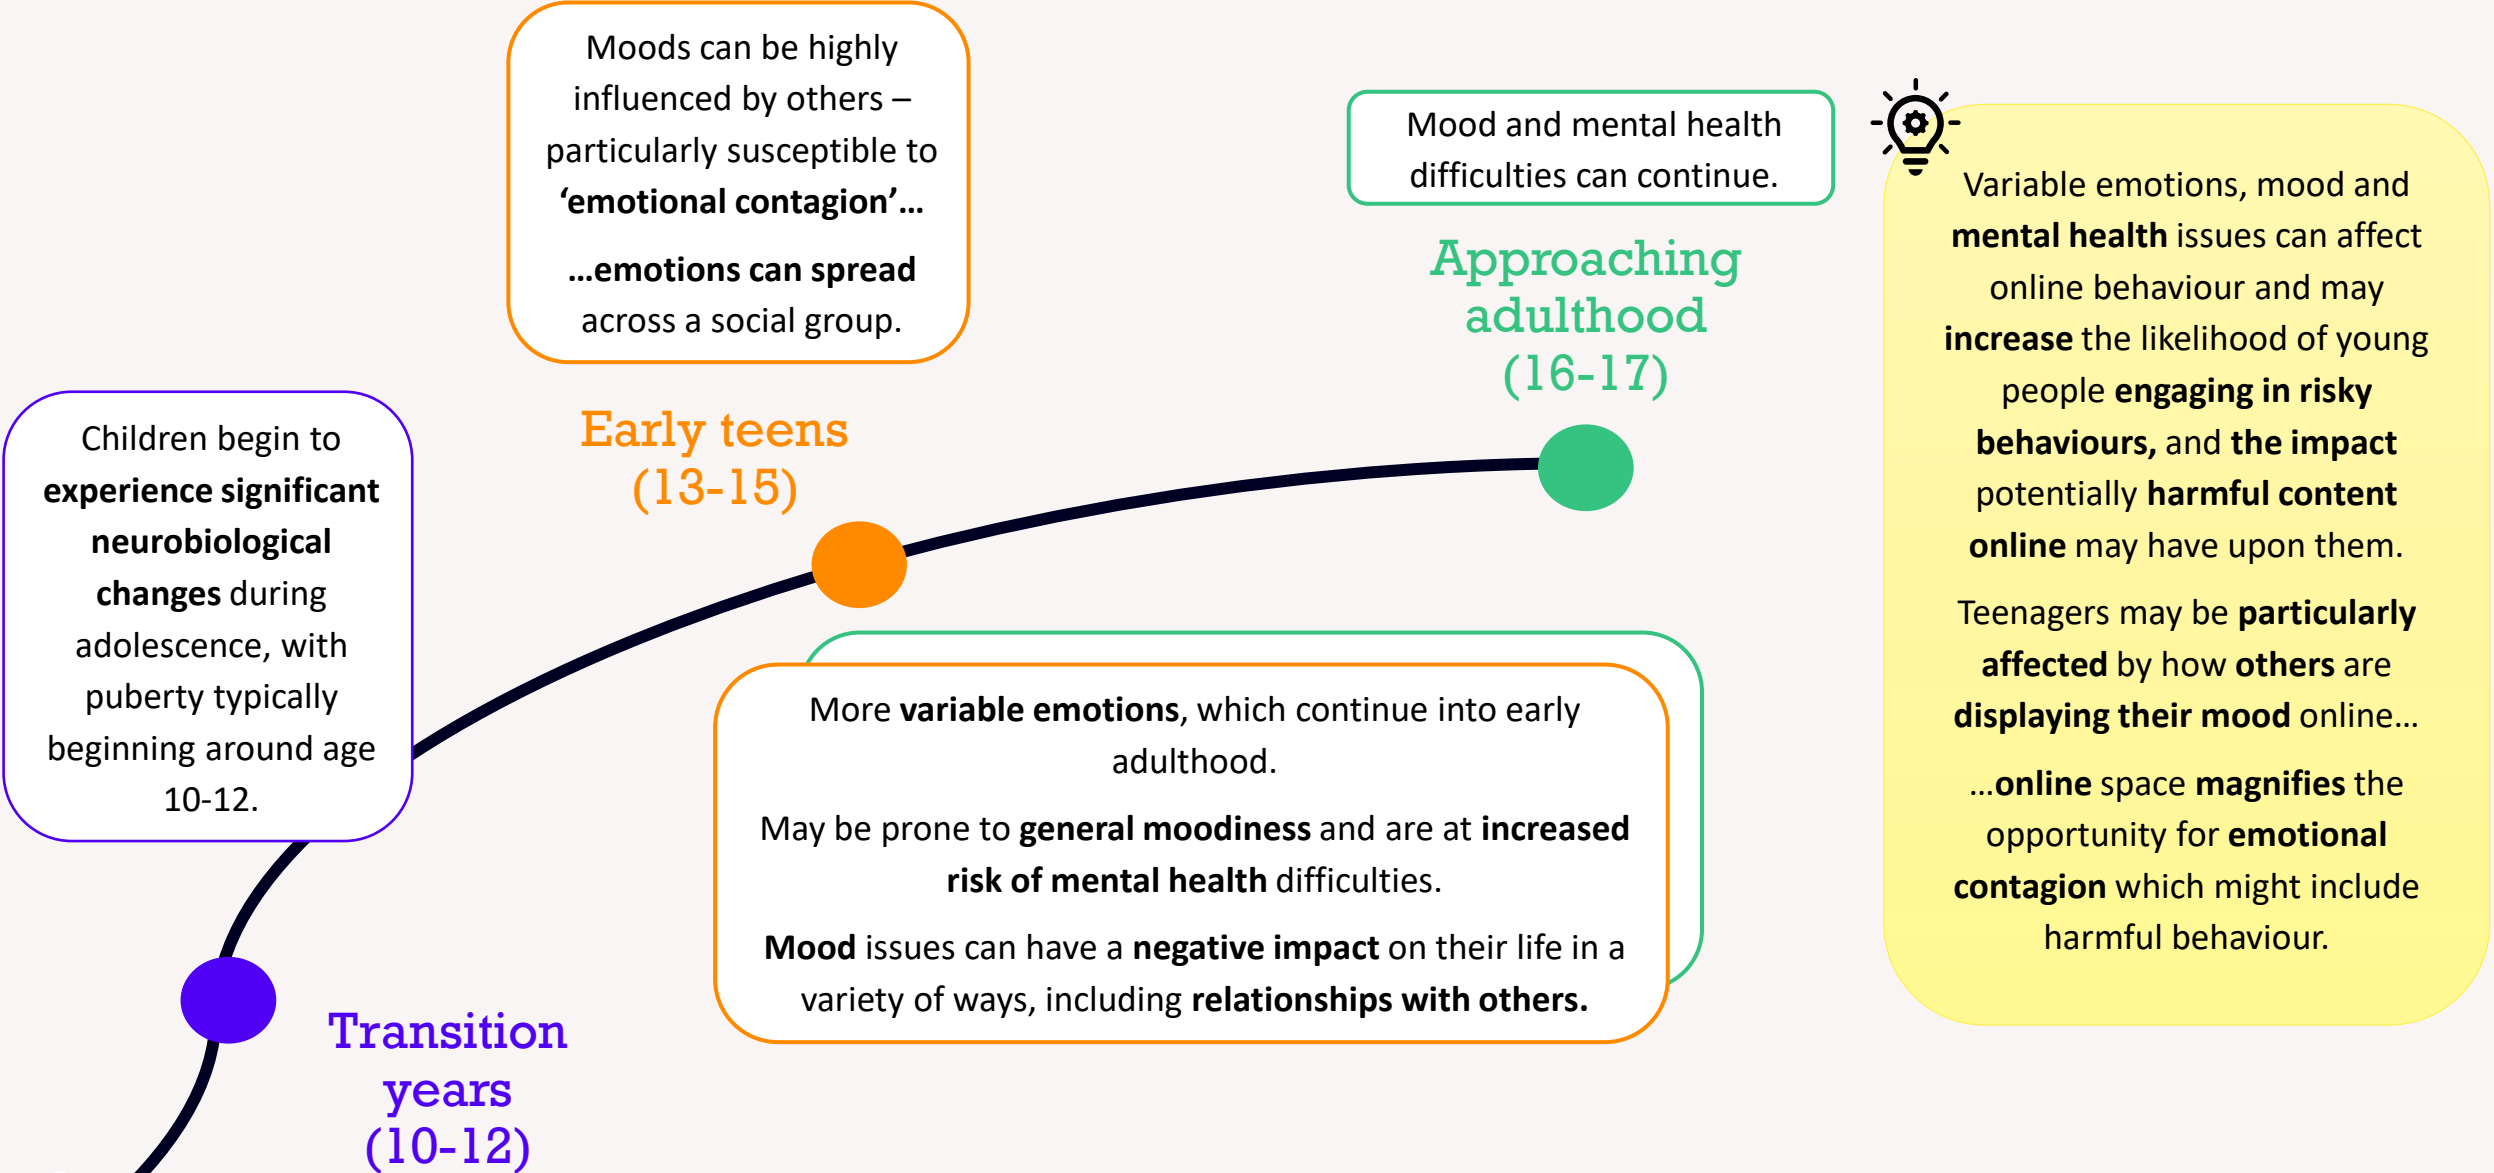 Moods can be highly
influenced by others –
particularly susceptible to
‘emotional contagion’...
...emotions can spread
across a social group.
Early teens
(13-15)
Mood and mental health
difficulties can continue.
Approaching
adulthood
(16-17)
Children begin to
experience significant
neurobiological
changes during
adolescence, with
puberty typically
beginning around age
10-12.
Transition
years
(10-12)
More variable emotions, which continue into early
adulthood.
May be prone to general moodiness and are at increased
risk of mental health difficulties.
Mood issues can have a negative impact on their life in a
variety of ways, including relationships with others.
Variable emotions, mood and
mental health issues can affect
online behaviour and may
increase the likelihood of young
people engaging in risky
behaviours, and the impact
potentially harmful content
online may have upon them.
Teenagers may be particularly
affected by how others are
displaying their mood online...
...online space magnifies the
opportunity for emotional
contagion which might include
harmful behaviour.